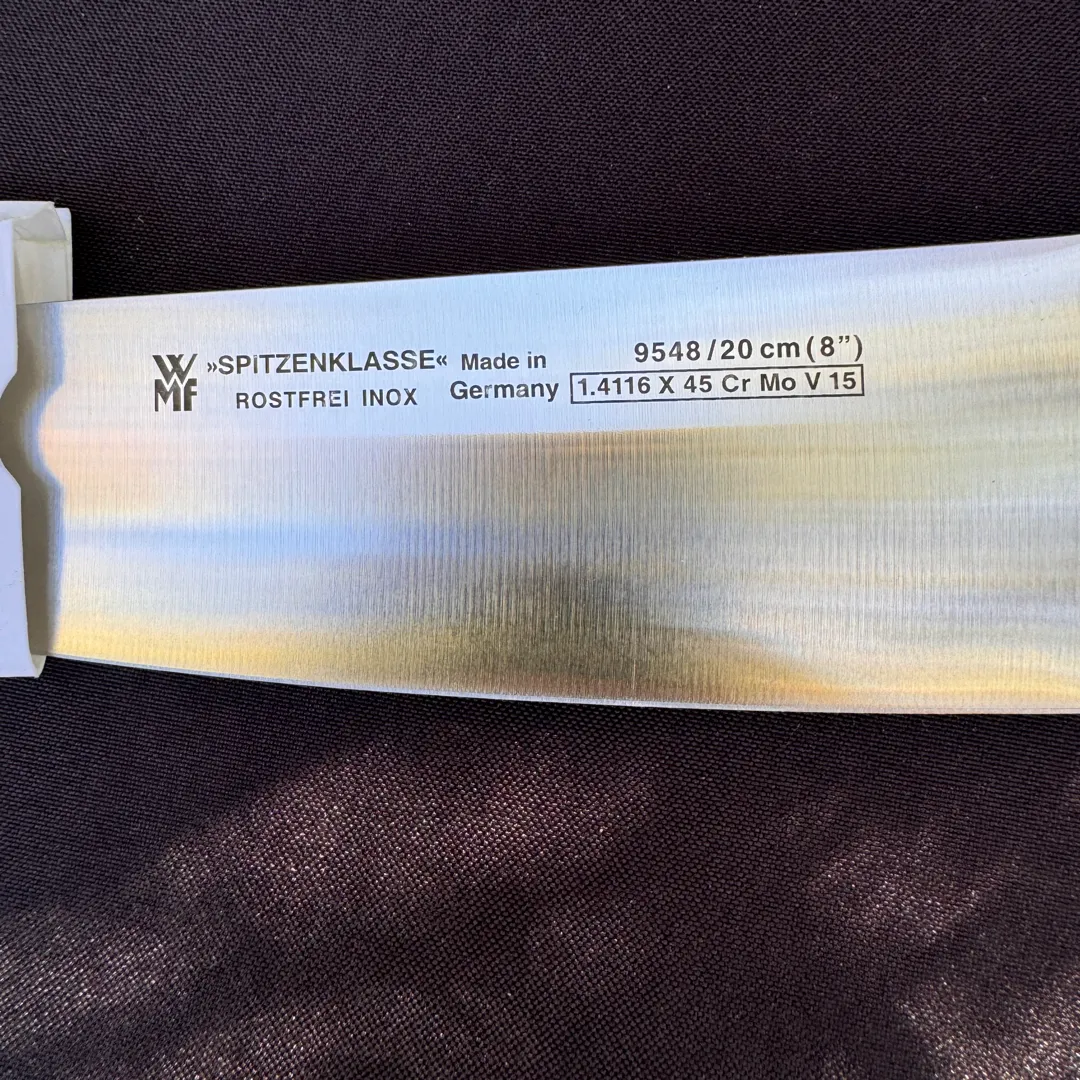 WMF »SPITZENKLASSE« Made in 9548/20 cm (8”)
ROSTFREI INOX Germany 1.4116 X 45 Cr Mo V 15